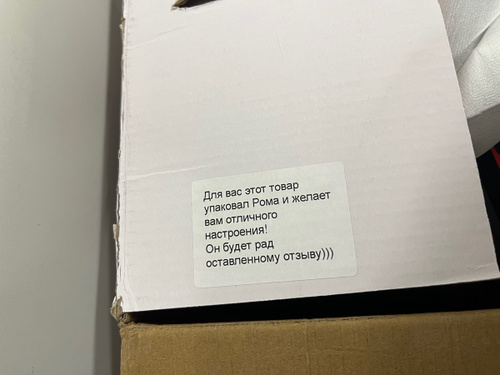 Для вас этот товар
упаковал Рома и желает
вам отличного
настроения!
Он будет рад
оставленному отзыву)))